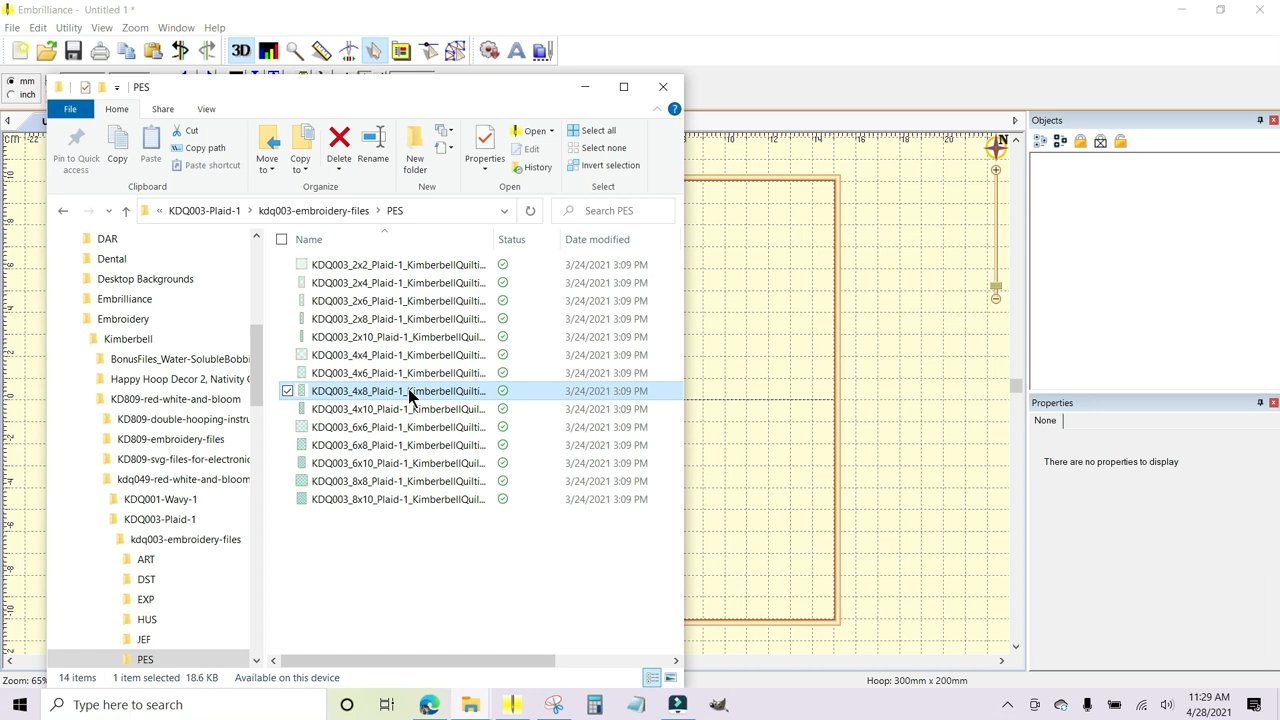 Embrilliance - Untitled 1 *
File Edit Utility View Zoom Window Help
3D
mm
inch
PES
File Home Share View
Pin to Quick access
Copy
Paste
Cut
Copy path
Paste shortcut
Move to
Copy to
Delete
Rename
New folder
Properties
Open
Edit
History
Select all
Select none
Invert selection
Clipboard Organize New Open Select
« KDQ003-Plaid-1 > kdq003-embroidery-files > PES
Search PES
Name Status Date modified
DAR
Dental
Desktop Backgrounds
Embrilliance
Embroidery
Kimberbell
BonusFiles_Water-SolubleBobb
Happy Hoop Decor 2, Nativity C
KD809-red-white-and-bloom
KD809-double-hooping-instru
KD809-embroidery-files
KD809-svg-files-for-electronic
kdq049-red-white-and-bloom
KDQ001-Wavy-1
KDQ003-Plaid-1
kdq003-embroidery-files
ART
DST
EXP
HUS
JEF
PES
KDQ003_2x2_Plaid-1_KimberbellQuilti... 3/24/2021 3:09 PM
KDQ003_2x4_Plaid-1_KimberbellQuilti... 3/24/2021 3:09 PM
KDQ003_2x6_Plaid-1_KimberbellQuilti... 3/24/2021 3:09 PM
KDQ003_2x8_Plaid-1_KimberbellQuilti... 3/24/2021 3:09 PM
KDQ003_2x10_Plaid-1_KimberbellQuil... 3/24/2021 3:09 PM
KDQ003_4x4_Plaid-1_KimberbellQuilti... 3/24/2021 3:09 PM
KDQ003_4x6_Plaid-1_KimberbellQuilti... 3/24/2021 3:09 PM
KDQ003_4x8_Plaid-1_KimberbellQuilti... 3/24/2021 3:09 PM
KDQ003_4x10_Plaid-1_KimberbellQuil... 3/24/2021 3:09 PM
KDQ003_6x6_Plaid-1_KimberbellQuilti... 3/24/2021 3:09 PM
KDQ003_6x8_Plaid-1_KimberbellQuilti... 3/24/2021 3:09 PM
KDQ003_6x10_Plaid-1_KimberbellQuil... 3/24/2021 3:09 PM
KDQ003_8x8_Plaid-1_KimberbellQuilti... 3/24/2021 3:09 PM
KDQ003_8x10_Plaid-1_KimberbellQuil... 3/24/2021 3:09 PM
14 items 1 item selected 18.6 KB Available on this device
10 12 14 16 18 20
N
Objects
Properties
None
There are no properties to display
Zoom: 65%
Hoop: 300mm x 200mm
Type here to search
11:29 AM
4/28/2021